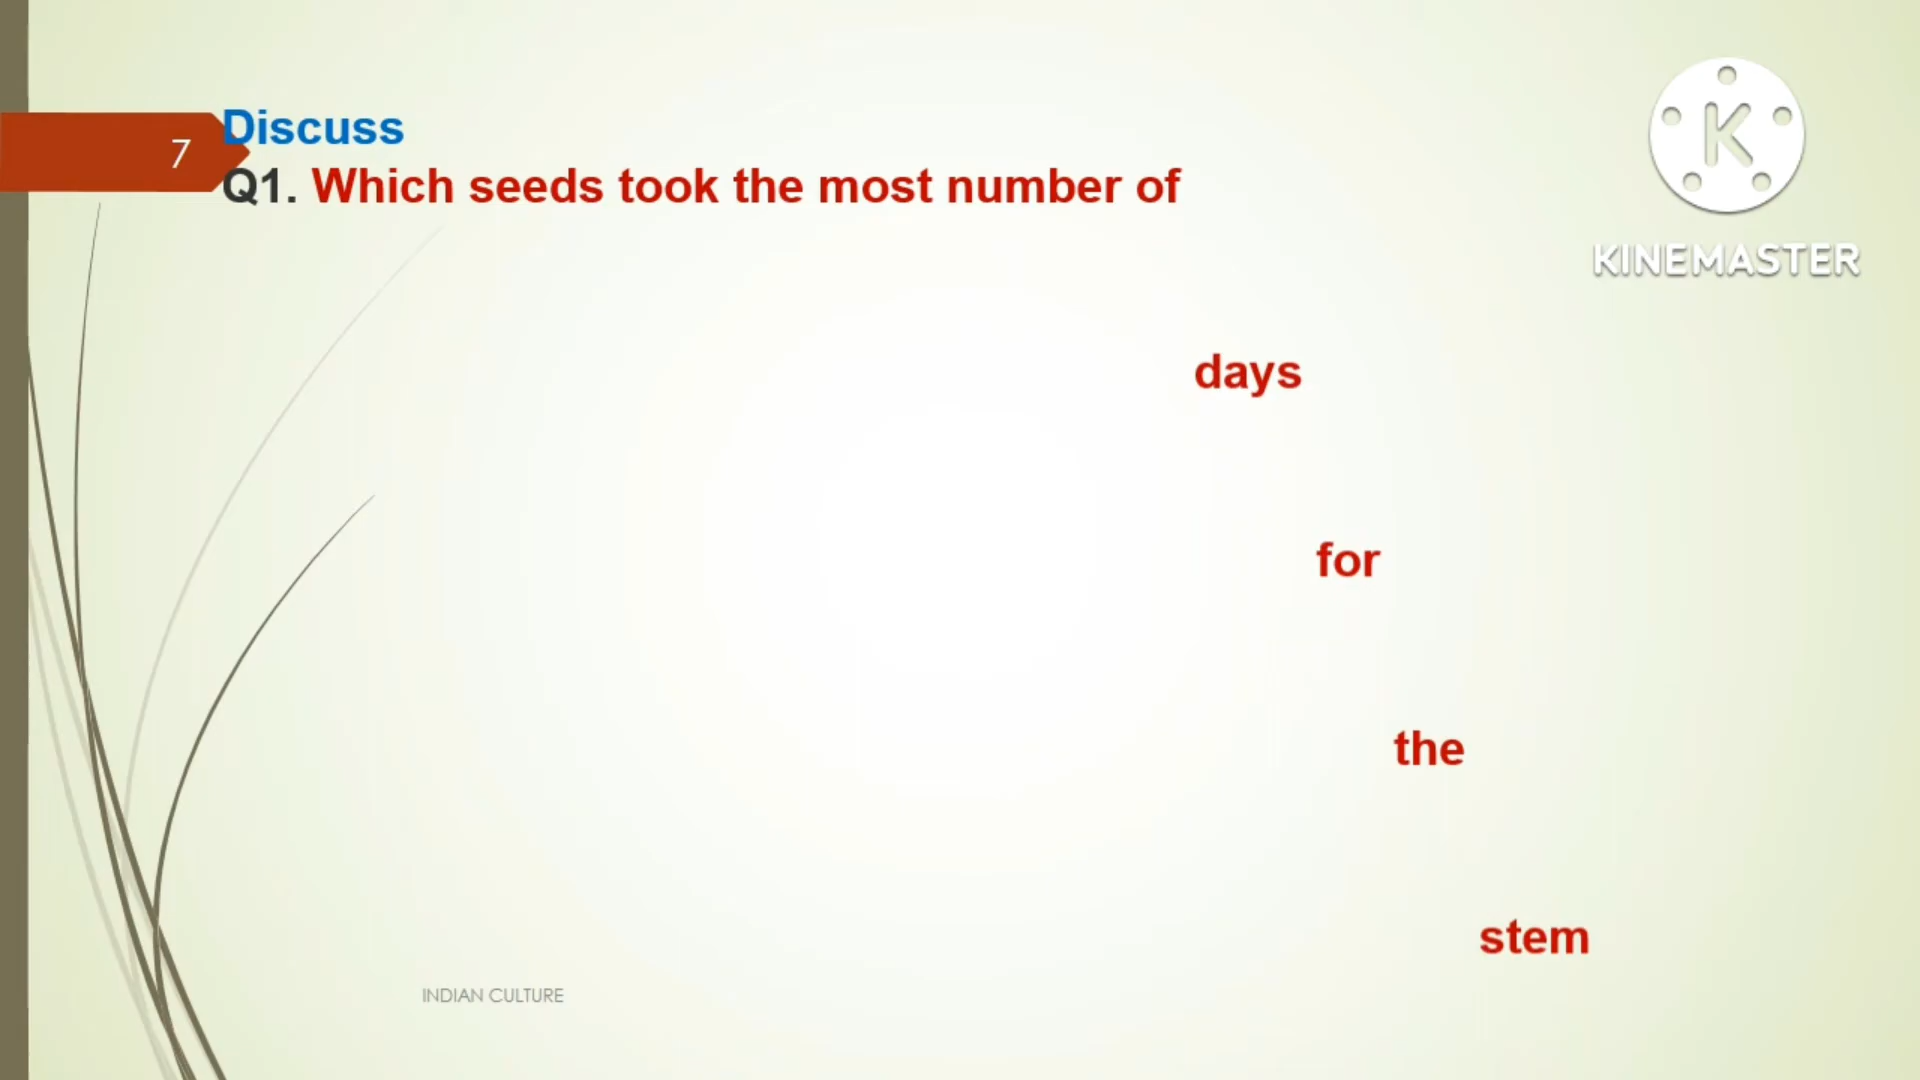 7
Discuss
Q1. Which seeds took the most number of
days
for
the
stem
INDIAN CULTURE
K
KINEMASTER